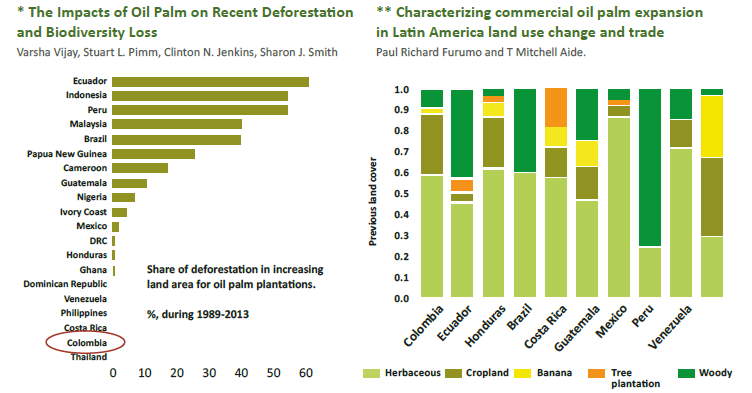 * The Impacts of Oil Palm on Recent Deforestation
and Biodiversity Loss
Varsha Vijay, Stuart L. Pimm, Clinton N. Jenkins, Sharon J. Smith
Ecuador
Indonesia
Peru
Malaysia
Brazil
Papua New Guinea
Cameroon
Guatemala
Nigeria
Ivory Coast
Mexico
DRC
Honduras
Ghana
Dominican Republic
Venezuela
Philippines
Costa Rica
Colombia
Thailand
Share of deforestation in increasing
land area for oil palm plantations.
%, during 1989-2013
0 10 20 30 40 50 60
** Characterizing commercial oil palm expansion
in Latin America land use change and trade
Paul Richard Furumo and T Mitchell Aide.
Previous land cover
1.0
0.9
0.8
0.7
0.6
0.5
0.4
0.3
0.2
0.1
0.0
Colombia
Ecuador
Honduras
Brazil
Costa Rica
Guatemala
Mexico
Peru
Venezuela
Herbaceous
Cropland
Banana
Tree
plantation
Woody